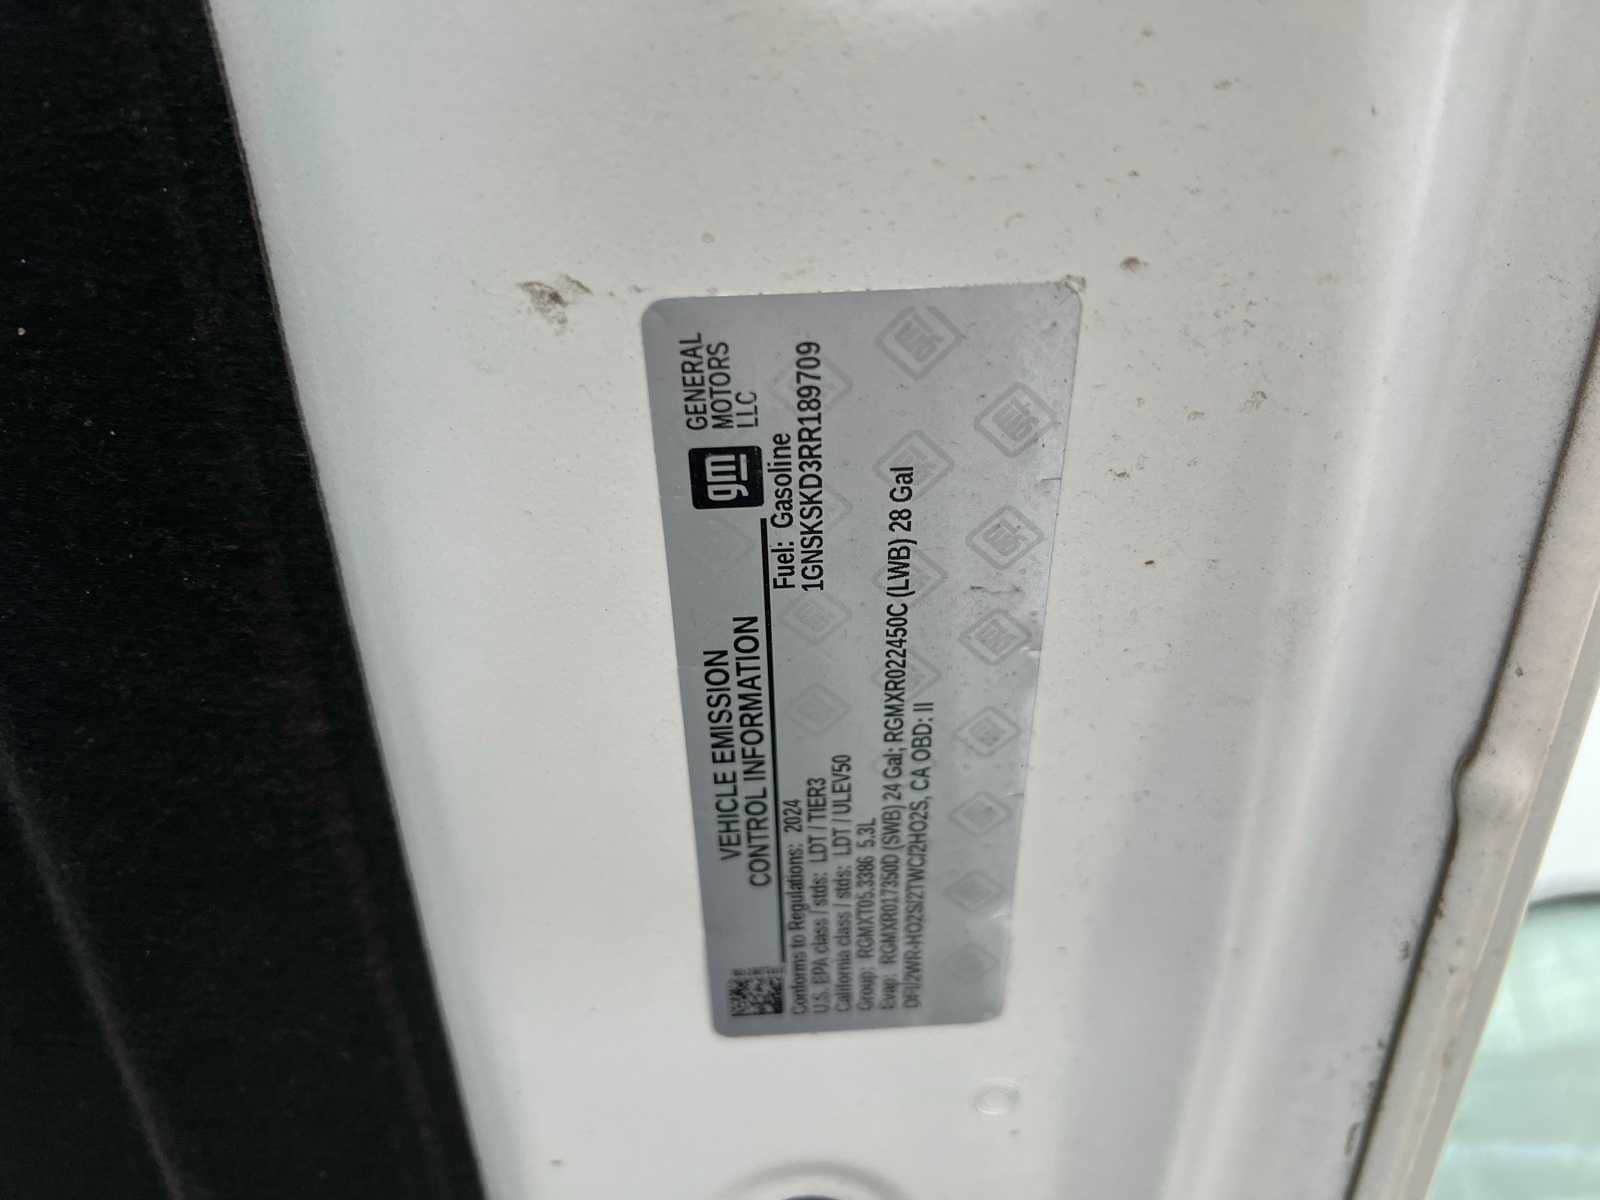 VEHICLE EMISSION
CONTROL INFORMATION
gm
GENERAL
MOTORS
LLC
Fuel: Gasoline
1GNSKSKD3RR189709
Conforms to Regulations: 2024
U.S. EPA class / stds: LDT / TIER3
California class / stds: LDT / ULEV50
Group: RGMXT05.3386 5.3L
Evap: RGMXR017350D (SWB) 24 Gal; RGMXR022450C (LWB) 28 Gal
DFI/2WR-HO2S/2TWC/2HO2S, CA OBD: II